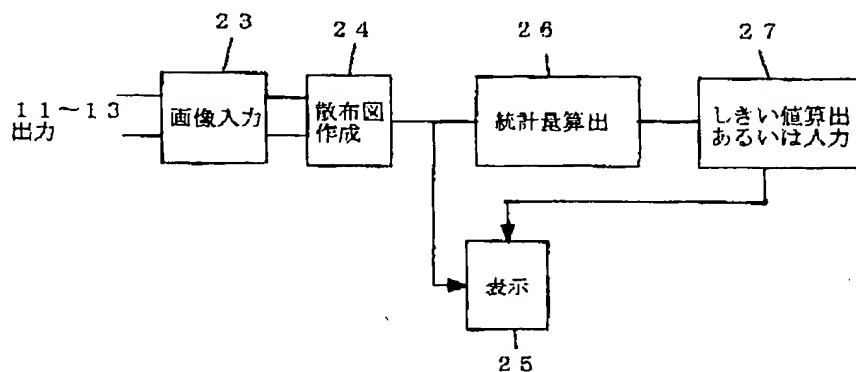 ２３
２４
２６
２７
１１～１３
出力
画像入力
散布図
作成
統計量算出
しきい値算出
あるいは入力
表示
２５